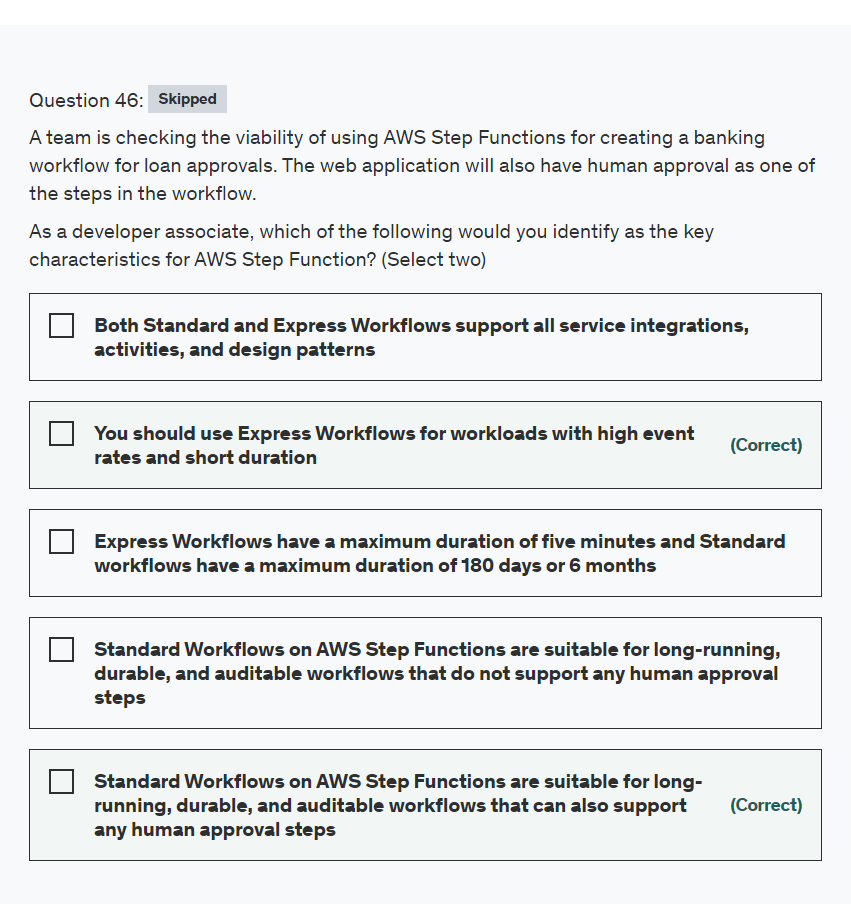 Question 46: Skipped
A team is checking the viability of using AWS Step Functions for creating a banking
workflow for loan approvals. The web application will also have human approval as one of
the steps in the workflow.
As a developer associate, which of the following would you identify as the key
characteristics for AWS Step Function? (Select two)
Both Standard and Express Workflows support all service integrations,
activities, and design patterns
You should use Express Workflows for workloads with high event
rates and short duration
(Correct)
Express Workflows have a maximum duration of five minutes and Standard
workflows have a maximum duration of 180 days or 6 months
Standard Workflows on AWS Step Functions are suitable for long-running,
durable, and auditable workflows that do not support any human approval
steps
Standard Workflows on AWS Step Functions are suitable for long-
running, durable, and auditable workflows that can also support
any human approval steps
(Correct)